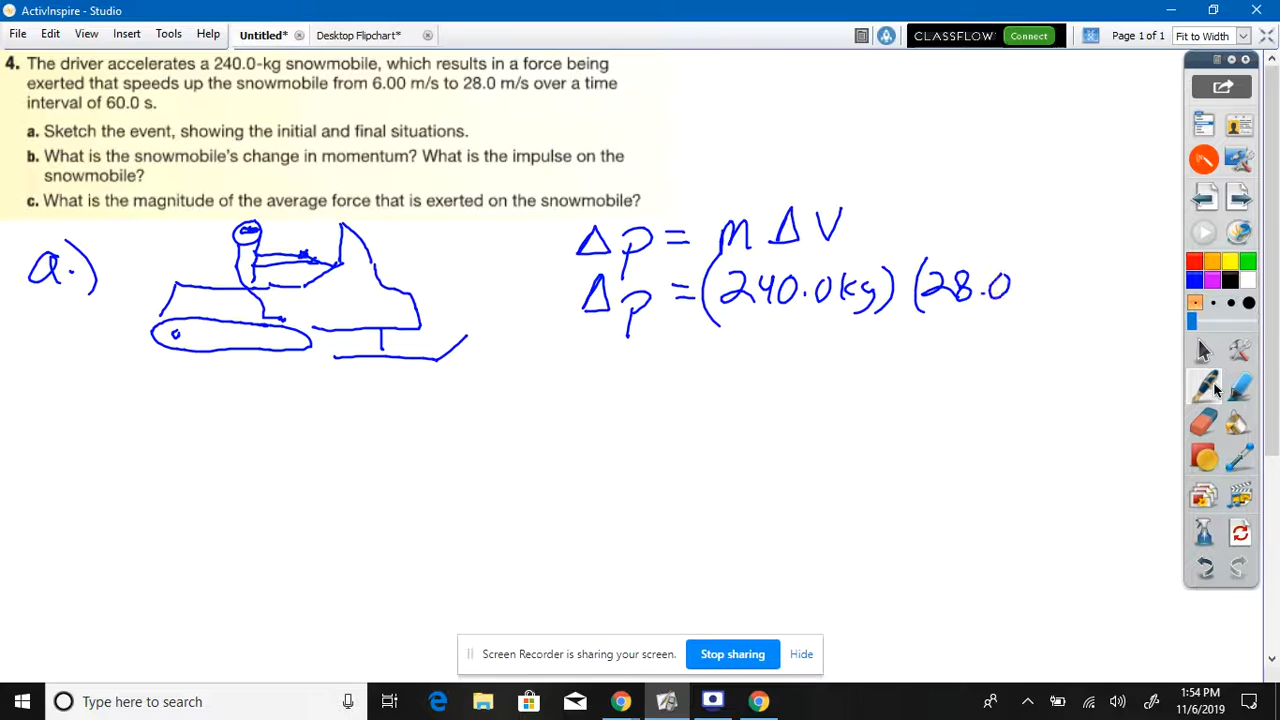 ActivInspire - Studio
File Edit View Insert Tools Help Untitled* Desktop Flipchart* CLASSFLOW Connect Page 1 of 1 Fit to Width
4. The driver accelerates a 240.0-kg snowmobile, which results in a force being
exerted that speeds up the snowmobile from 6.00 m/s to 28.0 m/s over a time
interval of 60.0 s.
a. Sketch the event, showing the initial and final situations.
b. What is the snowmobile's change in momentum? What is the impulse on the
snowmobile?
c. What is the magnitude of the average force that is exerted on the snowmobile?
a.)
Δp = m Δ V
Δp = (240.0kg) (28.0
Screen Recorder is sharing your screen. Stop sharing Hide
Type here to search
1:54 PM
11/6/2019